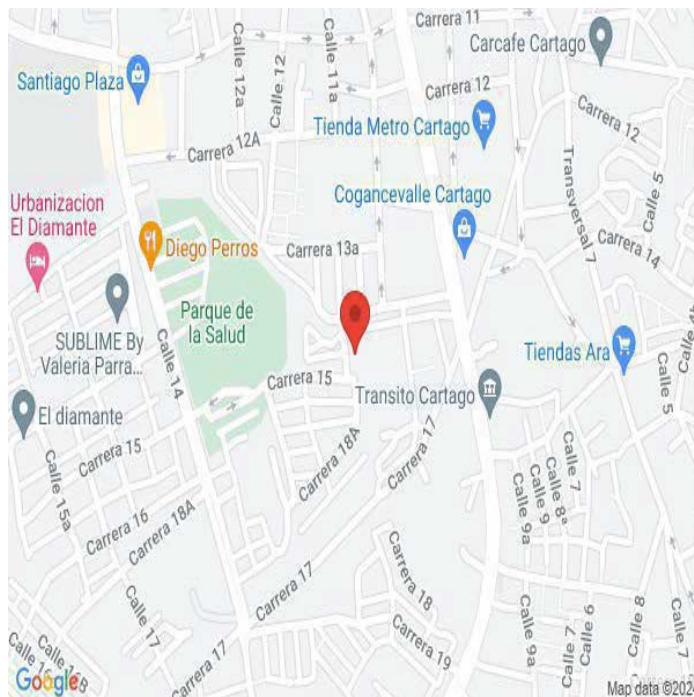 Carrera 11
Carcafe Cartago
Calle 12a
Calle 12
Calle 11a
Santiago Plaza
Carrera 12
Carrera 12
Tienda Metro Cartago
Carrera 12A
Calle 5
Transversal 7
Urbanizacion
El Diamante
Cogancevalle Cartago
Diego Perros
Carrera 13a
Carrera 14
Parque de
la Salud
SUBLIME By
Valeria Parra...
Calle 14
Tiendas Ara
Carrera 15
Transito Cartago
Calle 5
El diamante
Carrera 15
Carrera 18A
Carrera 17
Calle 15a
Carrera 16
Carrera 18A
Calle 7
Calle 8a
Calle 9
Calle 9a
Carrera 17
Carrera 18
Calle 17
Carrera 19
Carrera 17
Calle 9a
Calle 7
Calle 6
Calle 8
Google
Map data ©202